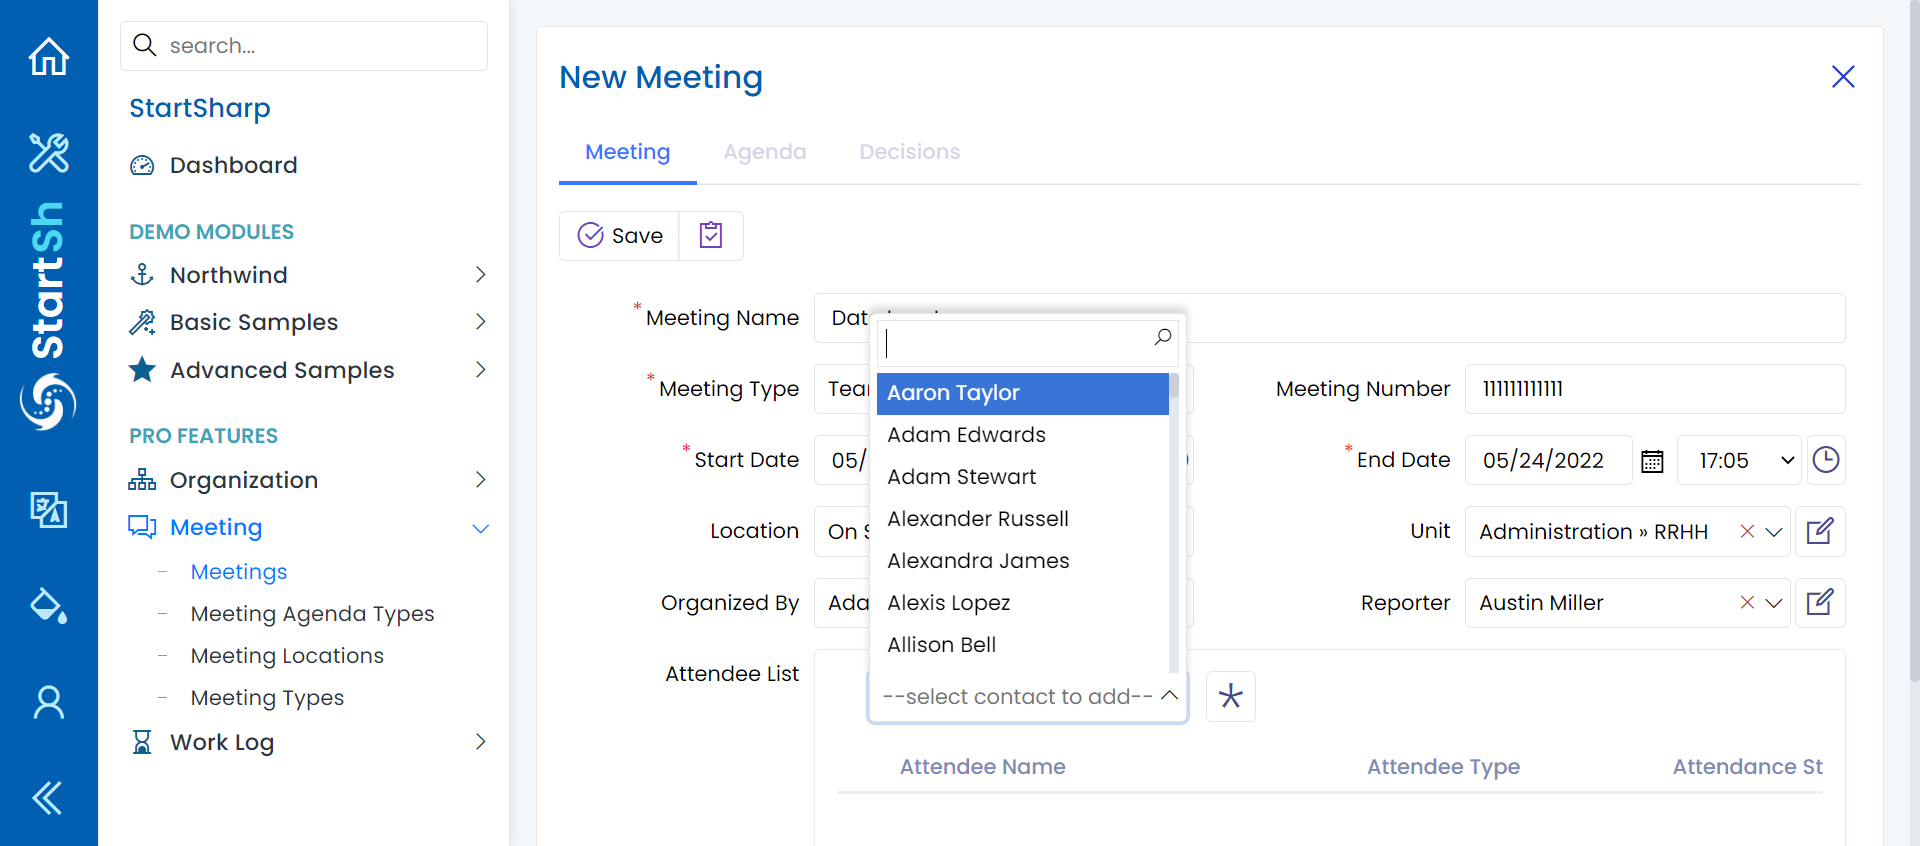 search...
StartSharp
Dashboard
DEMO MODULES
Northwind
Basic Samples
Advanced Samples
PRO FEATURES
Organization
Meeting
Meetings
Meeting Agenda Types
Meeting Locations
Meeting Types
Work Log
StartSh
New Meeting
Meeting Agenda Decisions
Save
* Meeting Name
* Meeting Type
Meeting Number 111111111111
* Start Date 05/
* End Date 05/24/2022 17:05
Location On S
Unit Administration » RRHH
Organized By Ada
Reporter Austin Miller
Attendee List
Aaron Taylor
Adam Edwards
Adam Stewart
Alexander Russell
Alexandra James
Alexis Lopez
Allison Bell
--select contact to add--
Attendee Name Attendee Type Attendance St